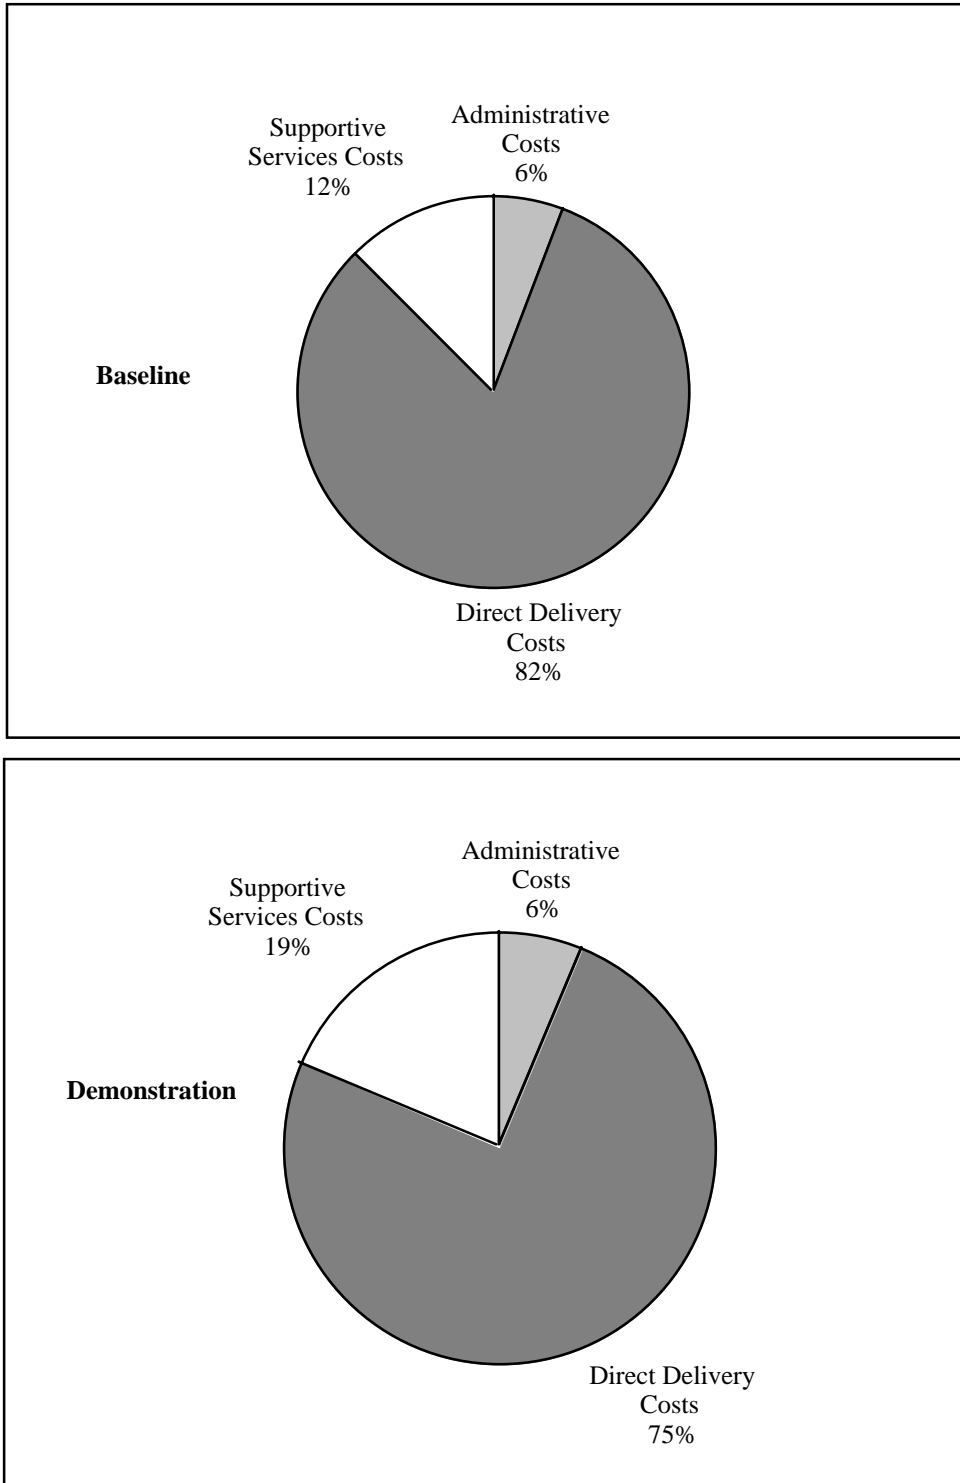 Supportive
Services Costs
12%
Administrative
Costs
6%
Baseline
Direct Delivery
Costs
82%
Supportive
Services Costs
19%
Administrative
Costs
6%
Demonstration
Direct Delivery
Costs
75%